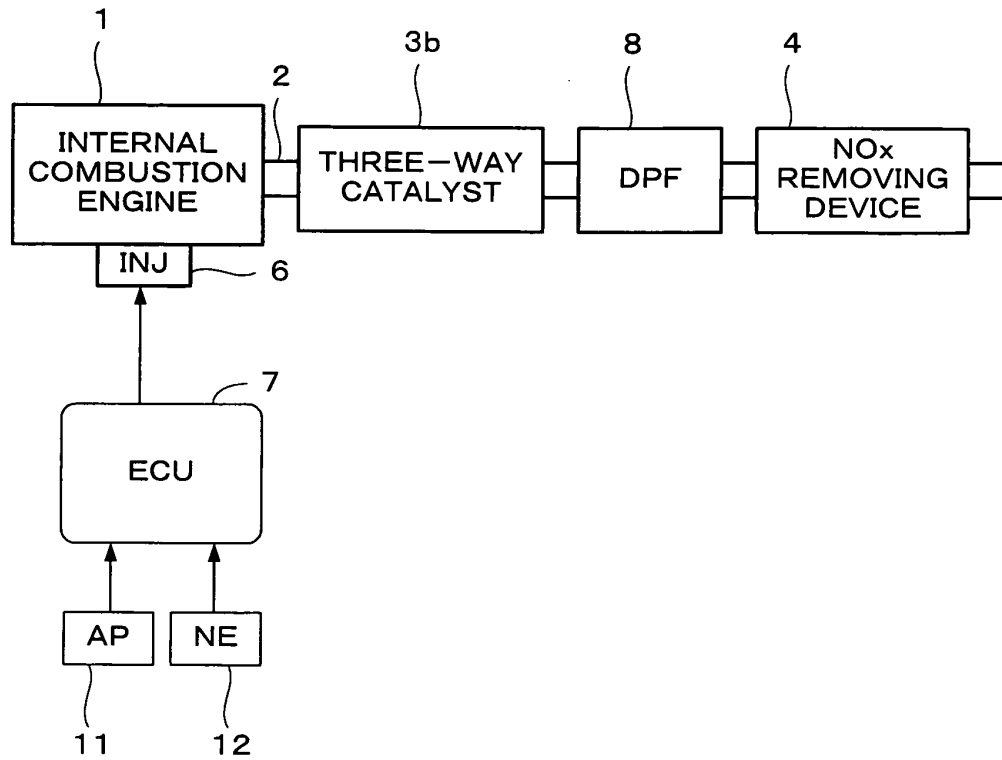 1
2
3b
8
4
INTERNAL
COMBUSTION
ENGINE
THREE-WAY
CATALYST
DPF
NOx
REMOVING
DEVICE
INJ
6
7
ECU
AP
NE
11
12